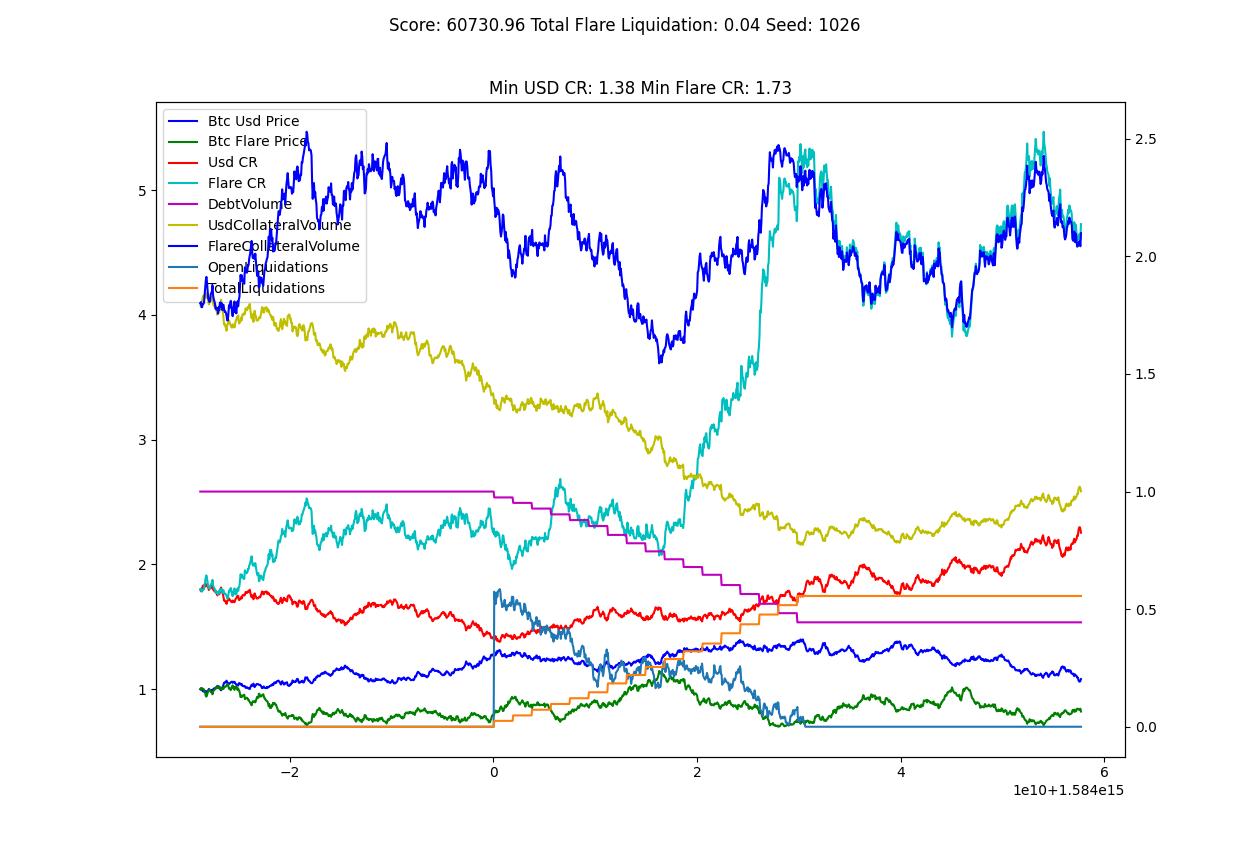 Score: 60730.96 Total Flare Liquidation: 0.04 Seed: 1026
Min USD CR: 1.38 Min Flare CR: 1.73
Btc Usd Price
Btc Flare Price
Usd CR
Flare CR
DebtVolume
UsdCollateralVolume
FlareCollateralVolume
OpenLiquidations
TotalLiquidations
5
4
3
2
1
2.5
2.0
1.5
1.0
0.5
0.0
−2
0
2
4
6
1e10+1.584e15